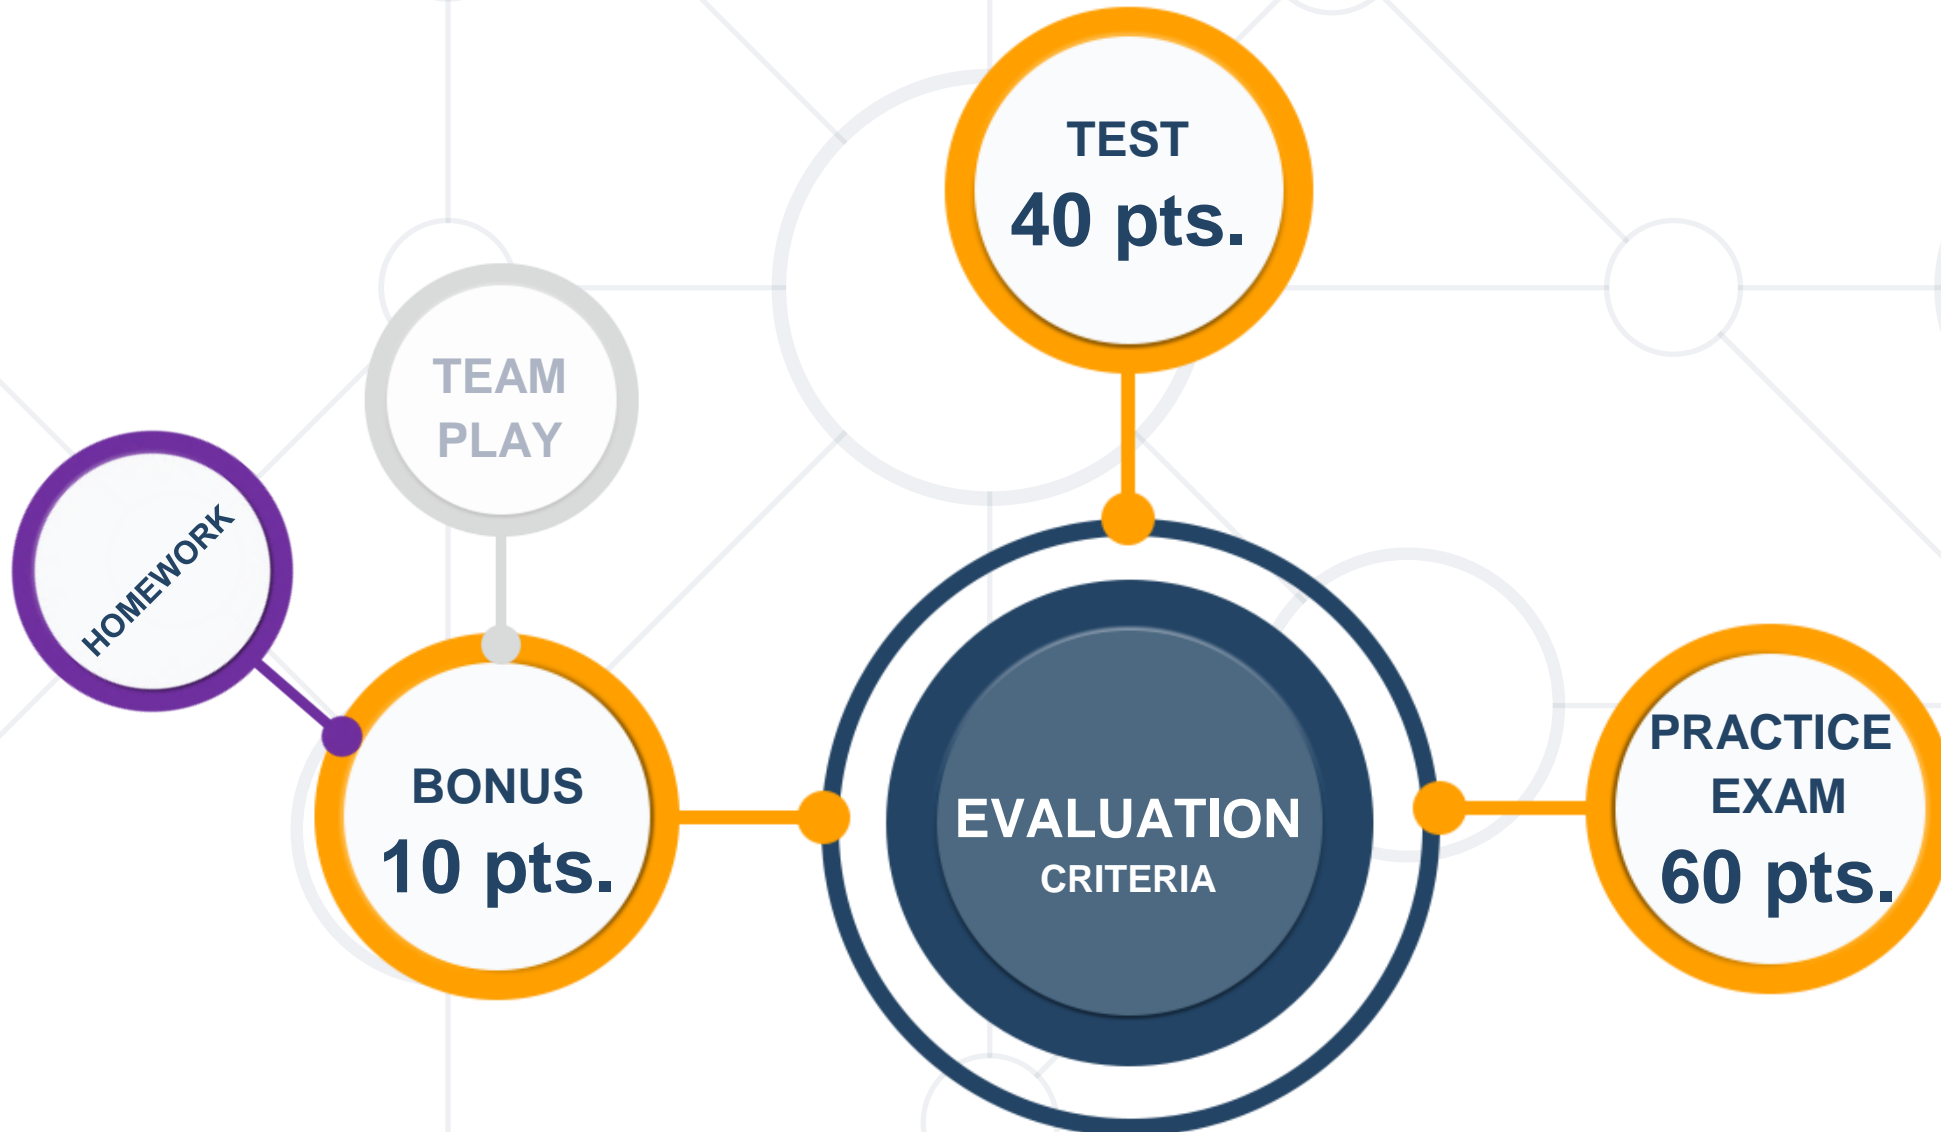 TEST
40 pts.
TEAM
PLAY
HOMEWORK
BONUS
10 pts.
EVALUATION
CRITERIA
PRACTICE
EXAM
60 pts.